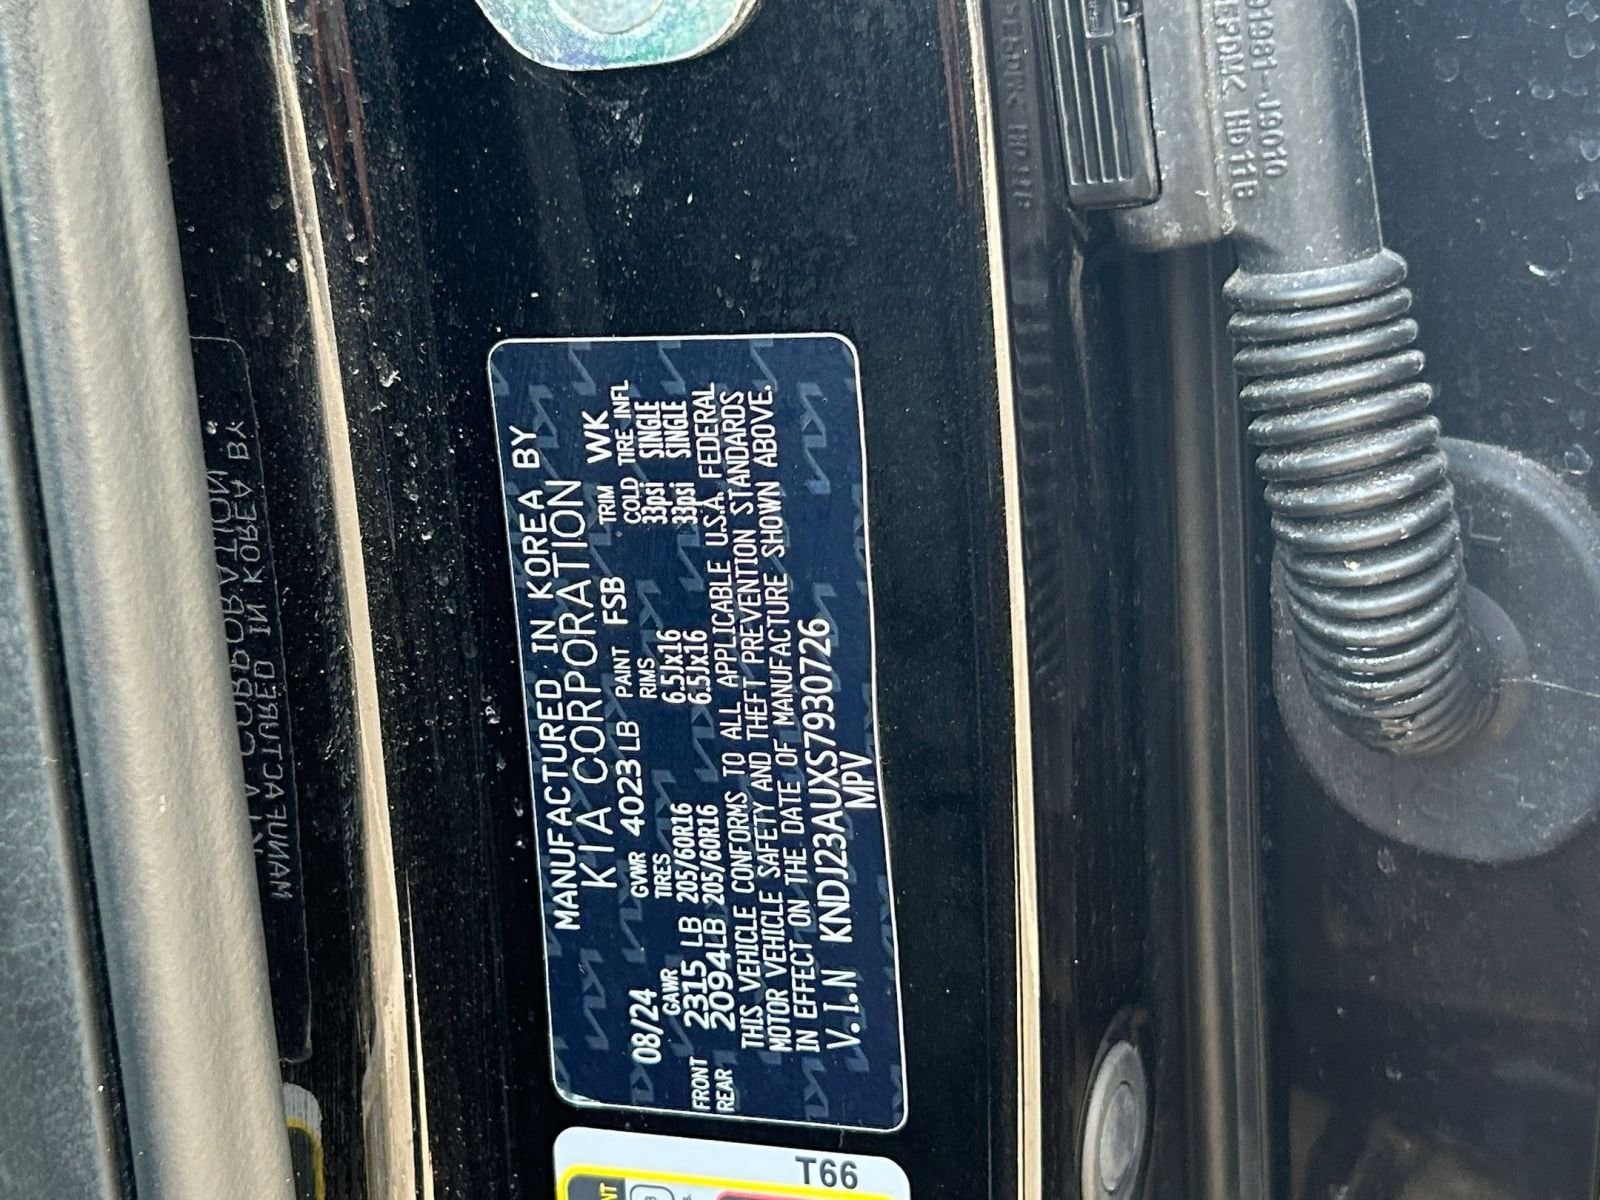 MANUFACTURED IN KOREA BY
KIA CORPORATION
08/24 GVWR 4023 LB PAINT FSB TRIM WK
GAWR TIRES RIMS COLD TIRE INFL
FRONT 2315 LB 205/60R16 6.5Jx16 33psi SINGLE
REAR 2094LB 205/60R16 6.5Jx16 33psi SINGLE
THIS VEHICLE CONFORMS TO ALL APPLICABLE U.S.A. FEDERAL
MOTOR VEHICLE SAFETY AND THEFT PREVENTION STANDARDS
IN EFFECT ON THE DATE OF MANUFACTURE SHOWN ABOVE.
V.I.N KNDJ23AUXS7930726
MPV
T66
91981-J9010
HD11B